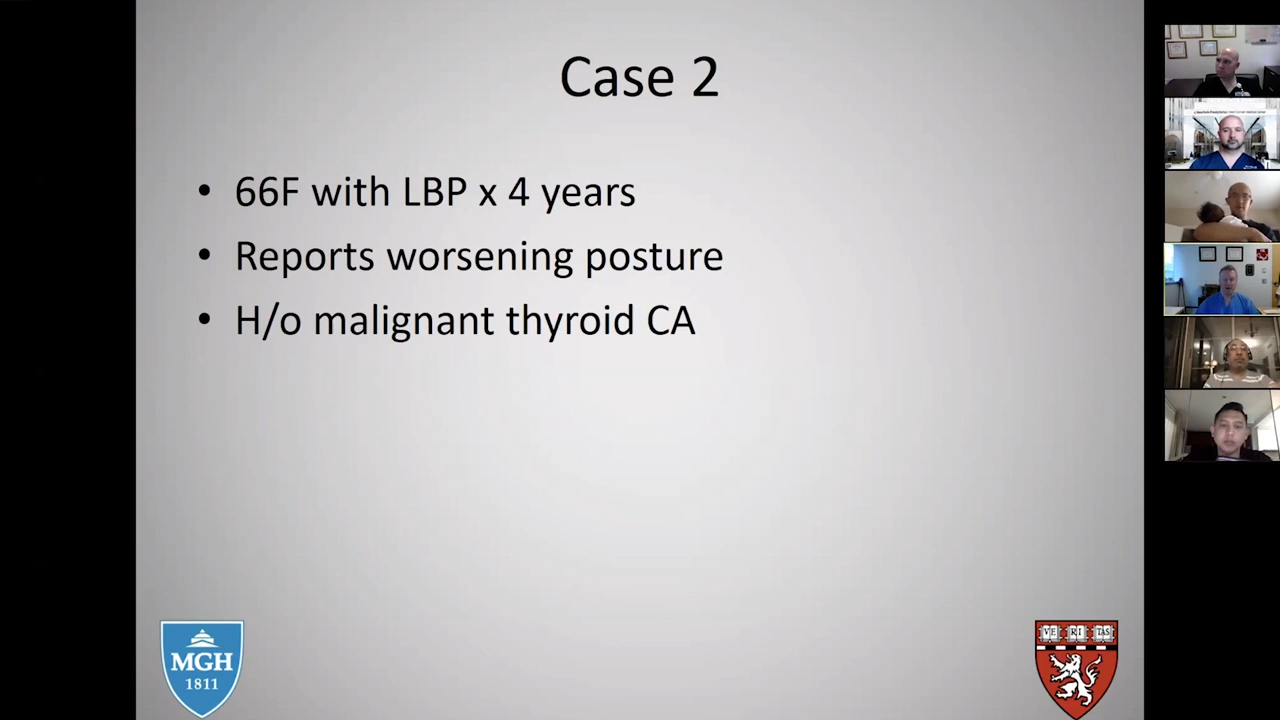 Case 2
• 66F with LBP x 4 years
• Reports worsening posture
• H/o malignant thyroid CA
MGH
1811
VE RI TAS